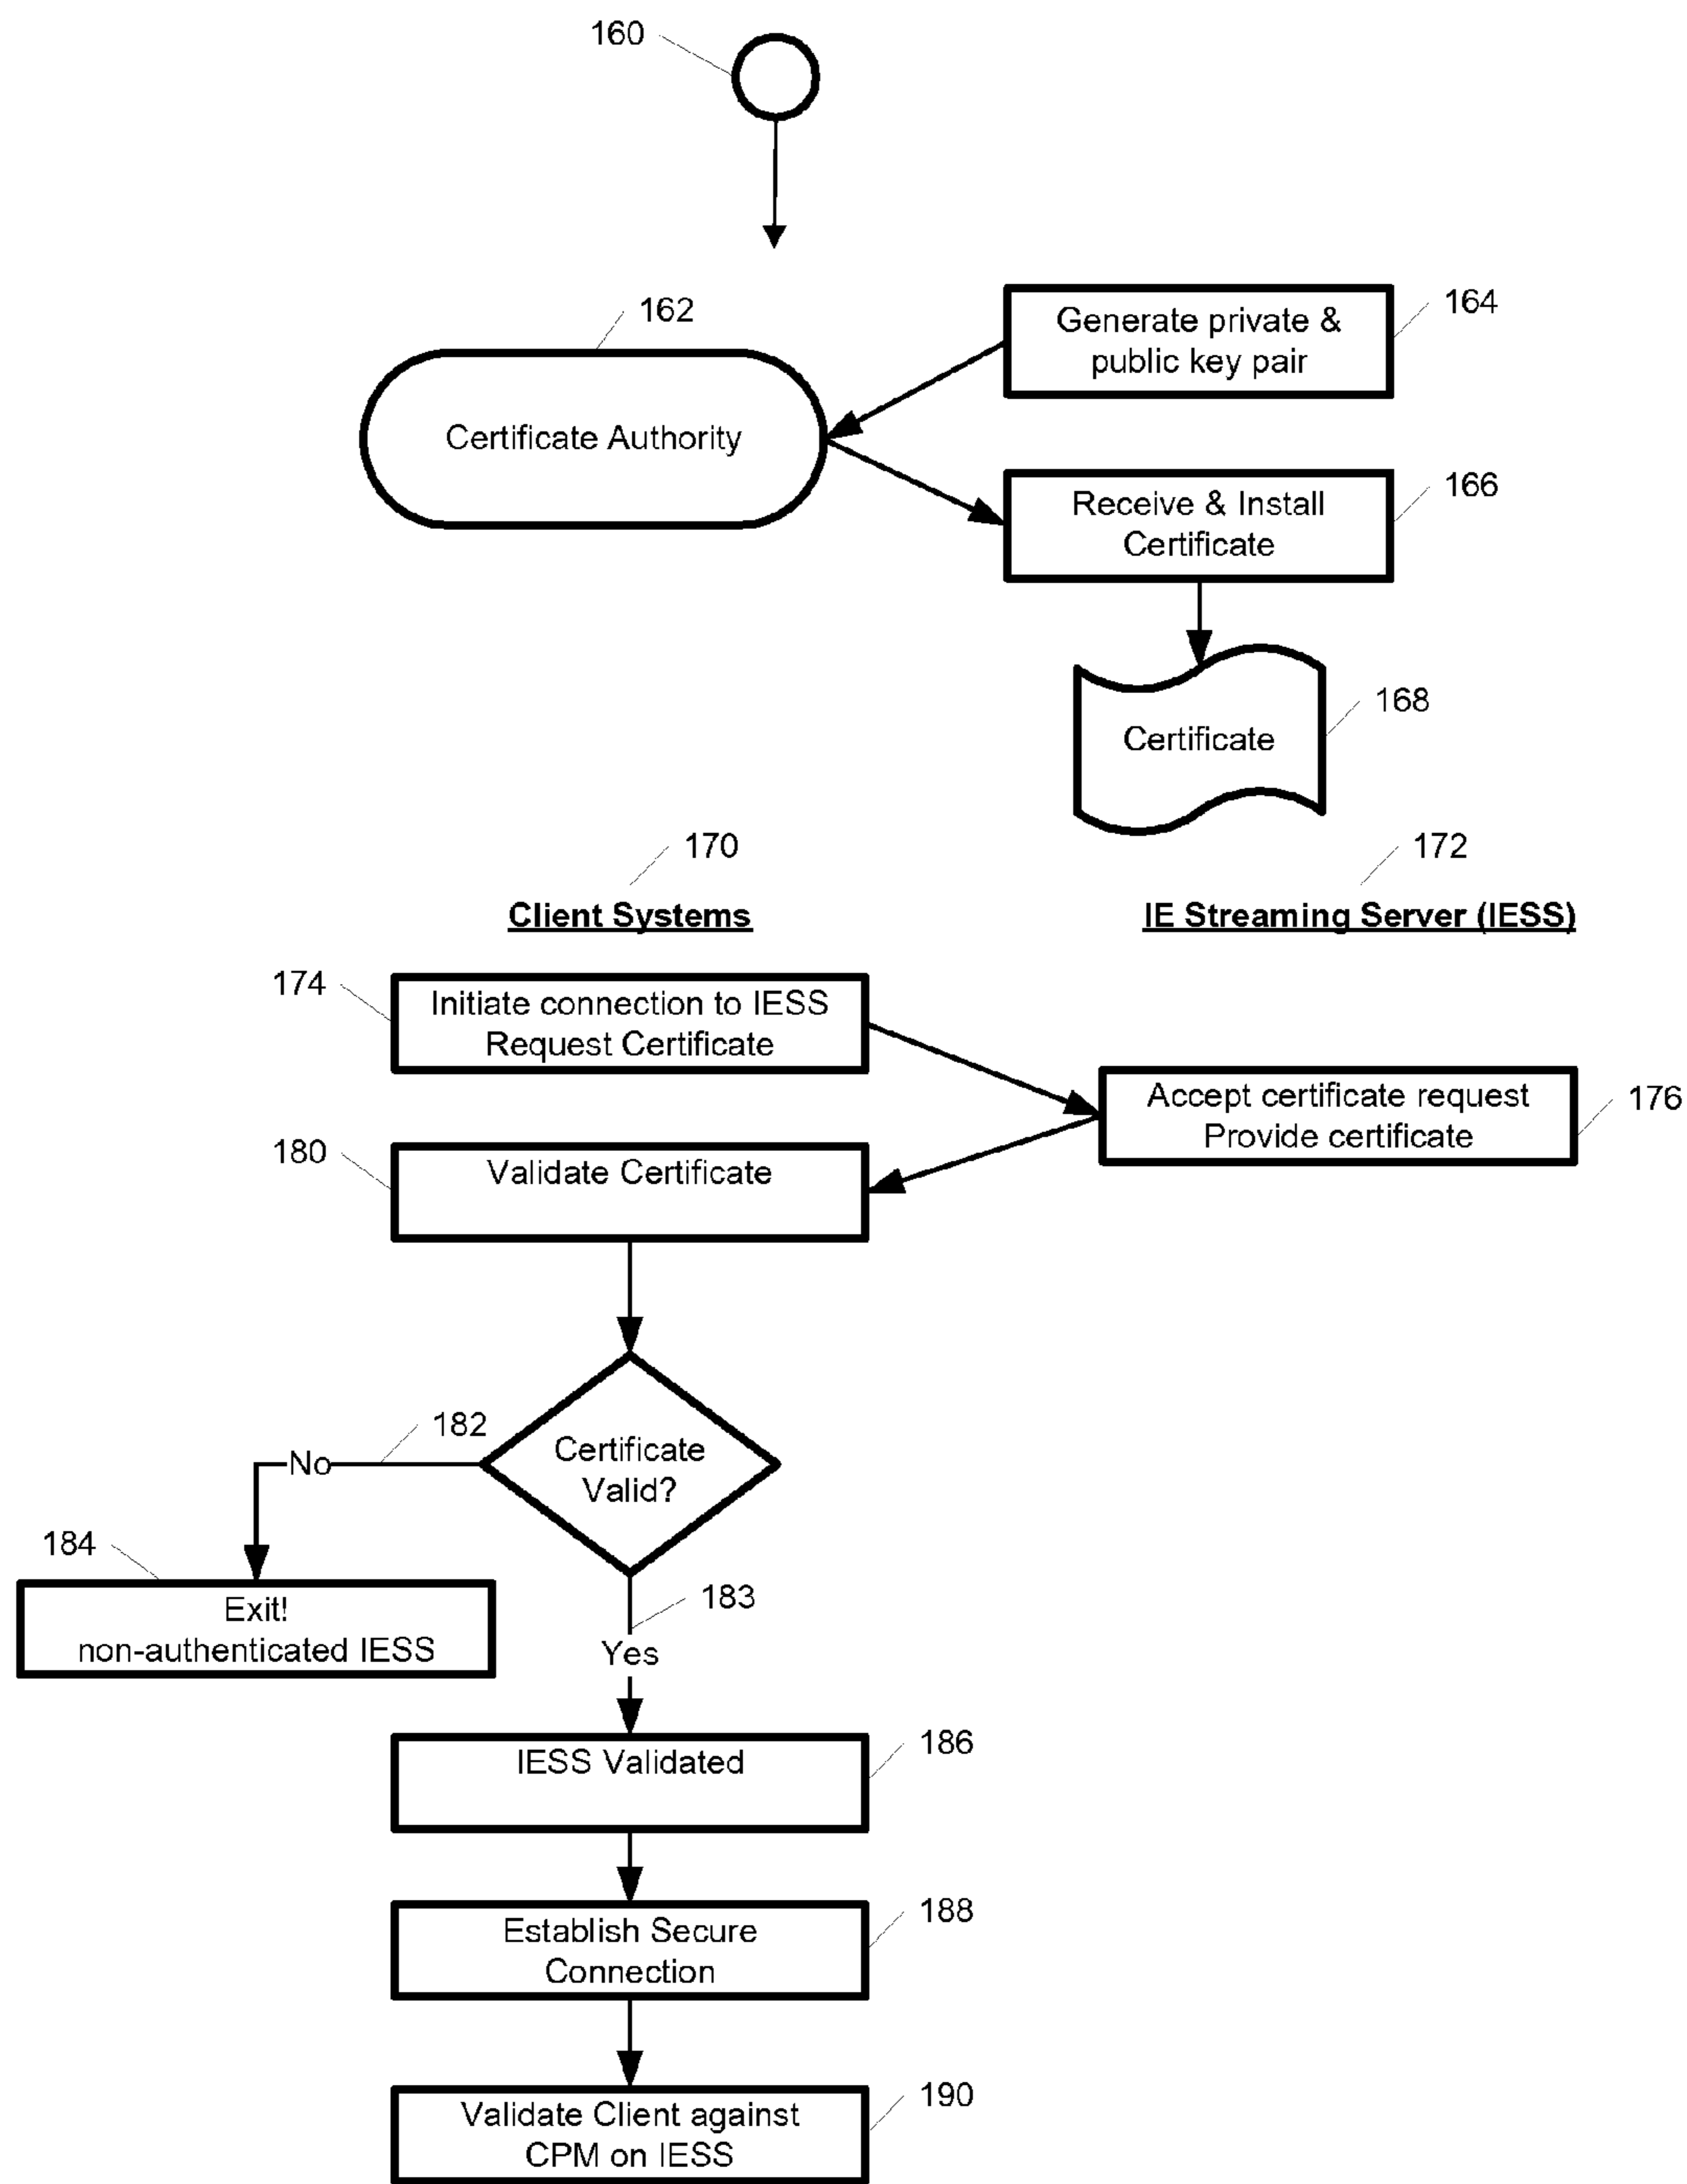 160
162
Generate private &
public key pair
164
Certificate Authority
Receive & Install
Certificate
166
Certificate
168
170
172
Client Systems
IE Streaming Server (IESS)
174
Initiate connection to IESS
Request Certificate
Accept certificate request
Provide certificate
176
180
Validate Certificate
182
No
Certificate
Valid?
184
Exit!
non-authenticated IESS
183
Yes
IESS Validated
186
Establish Secure
Connection
188
Validate Client against
CPM on IESS
190